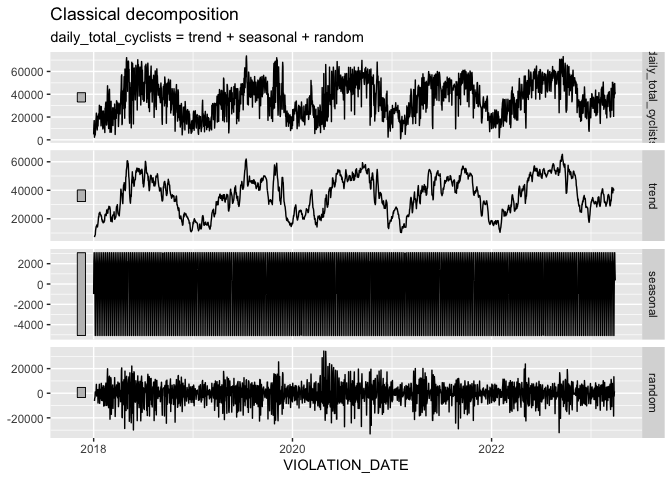 Classical decomposition
daily_total_cyclists = trend + seasonal + random
60000
40000
20000
0
daily_total_cyclists
60000
40000
20000
trend
2000
0
-2000
-4000
seasonal
20000
0
-20000
random
2018
2020
2022
VIOLATION_DATE